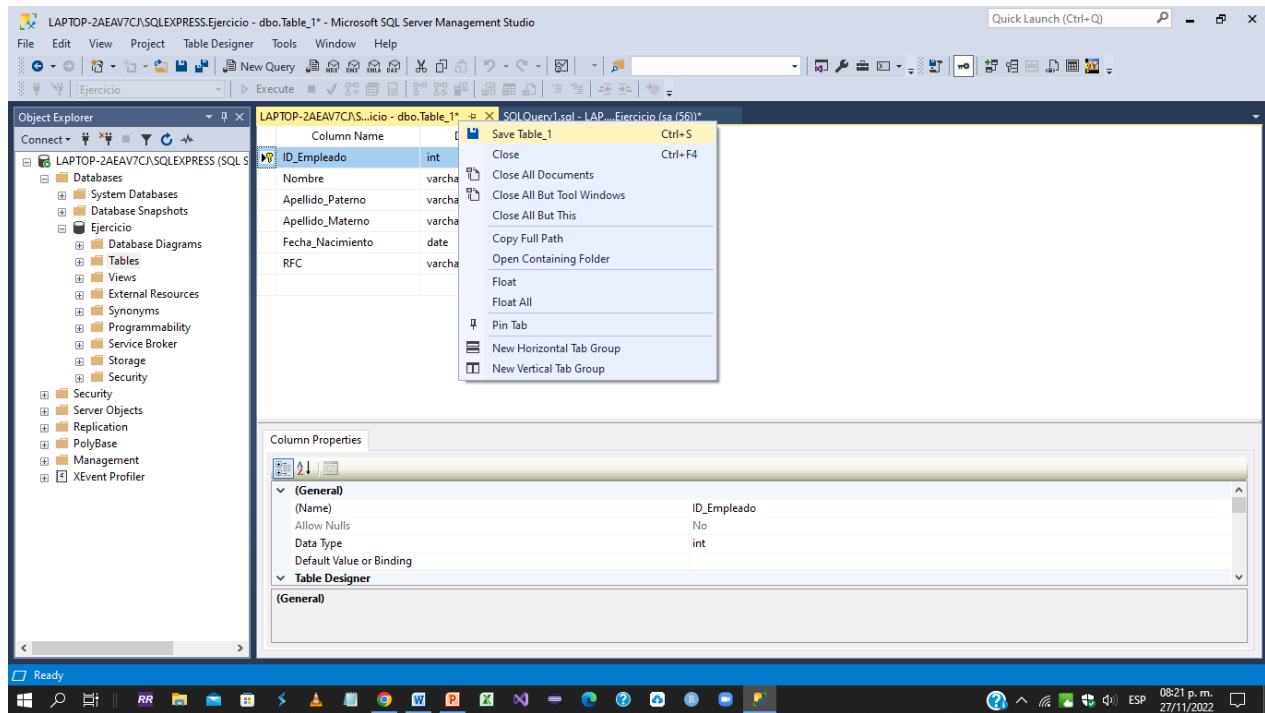 LAPTOP-2AEAV7CJ\SQLEXPRESS.Ejercicio - dbo.Table_1* - Microsoft SQL Server Management Studio
Quick Launch (Ctrl+Q)
File Edit View Project Table Designer Tools Window Help
New Query
Ejercicio Execute
Object Explorer
Connect
LAPTOP-2AEAV7CJ\SQLEXPRESS (SQL S
Databases
System Databases
Database Snapshots
Ejercicio
Database Diagrams
Tables
Views
External Resources
Synonyms
Programmability
Service Broker
Storage
Security
Security
Server Objects
Replication
PolyBase
Management
XEvent Profiler
LAPTOP-2AEAV7CJ\S...icio - dbo.Table_1* SQLQuery1.sql - LAP....Ejercicio (sa (56))*
Column Name D
ID_Empleado int
Nombre varcha
Apellido_Paterno varcha
Apellido_Materno varcha
Fecha_Nacimiento date
RFC varcha
Save Table_1 Ctrl+S
Close Ctrl+F4
Close All Documents
Close All But Tool Windows
Close All But This
Copy Full Path
Open Containing Folder
Float
Float All
Pin Tab
New Horizontal Tab Group
New Vertical Tab Group
Column Properties
(General)
(Name) ID_Empleado
Allow Nulls No
Data Type int
Default Value or Binding
Table Designer
(General)
Ready
ESP
08:21 p. m.
27/11/2022